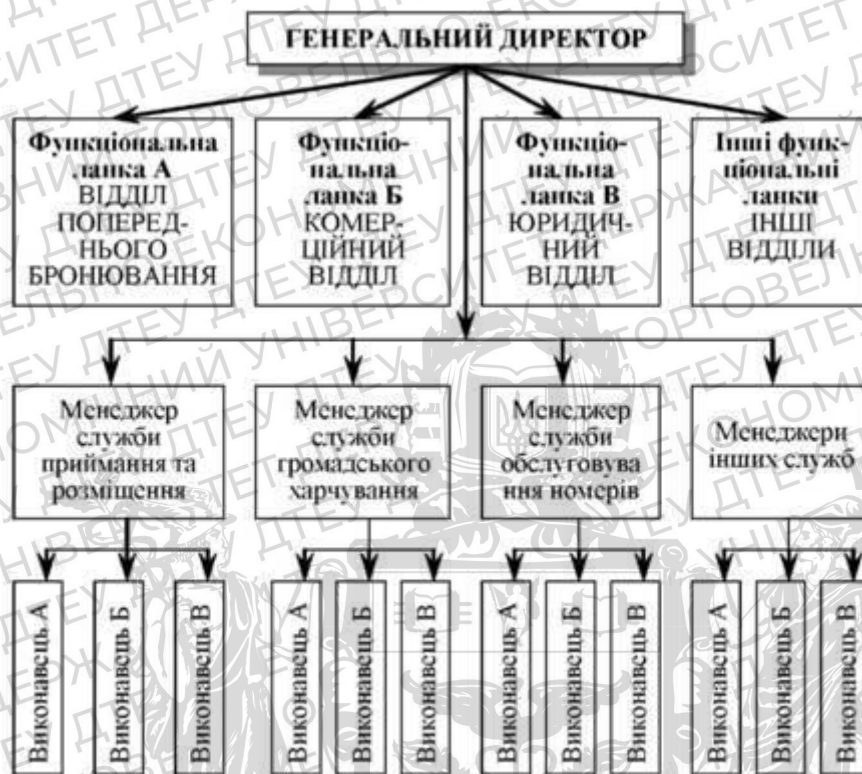 ГЕНЕРАЛЬНИЙ ДИРЕКТОР
Функціональна
ланка А
ВІДДІЛ
ПОПЕРЕД-
НЬОГО
БРОНЮВАННЯ
Функціо-
нальна
ланка Б
КОМЕР-
ЦІЙНИЙ
ВІДДІЛ
Функціо-
нальна
ланка В
ЮРИДИЧ-
НИЙ
ВІДДІЛ
Інші функ-
ціональні
ланки
ІНШІ
ВІДДІЛИ
Менеджер
служби
приймання та
розміщення
Менеджер
служби
громадського
харчування
Менеджер
служби
обслуговува
ння номерів
Менеджери
інших служб
Виконавець А
Виконавець Б
Виконавець В
Виконавець А
Виконавець Б
Виконавець В
Виконавець А
Виконавець Б
Виконавець В
Виконавець А
Виконавець Б
Виконавець В